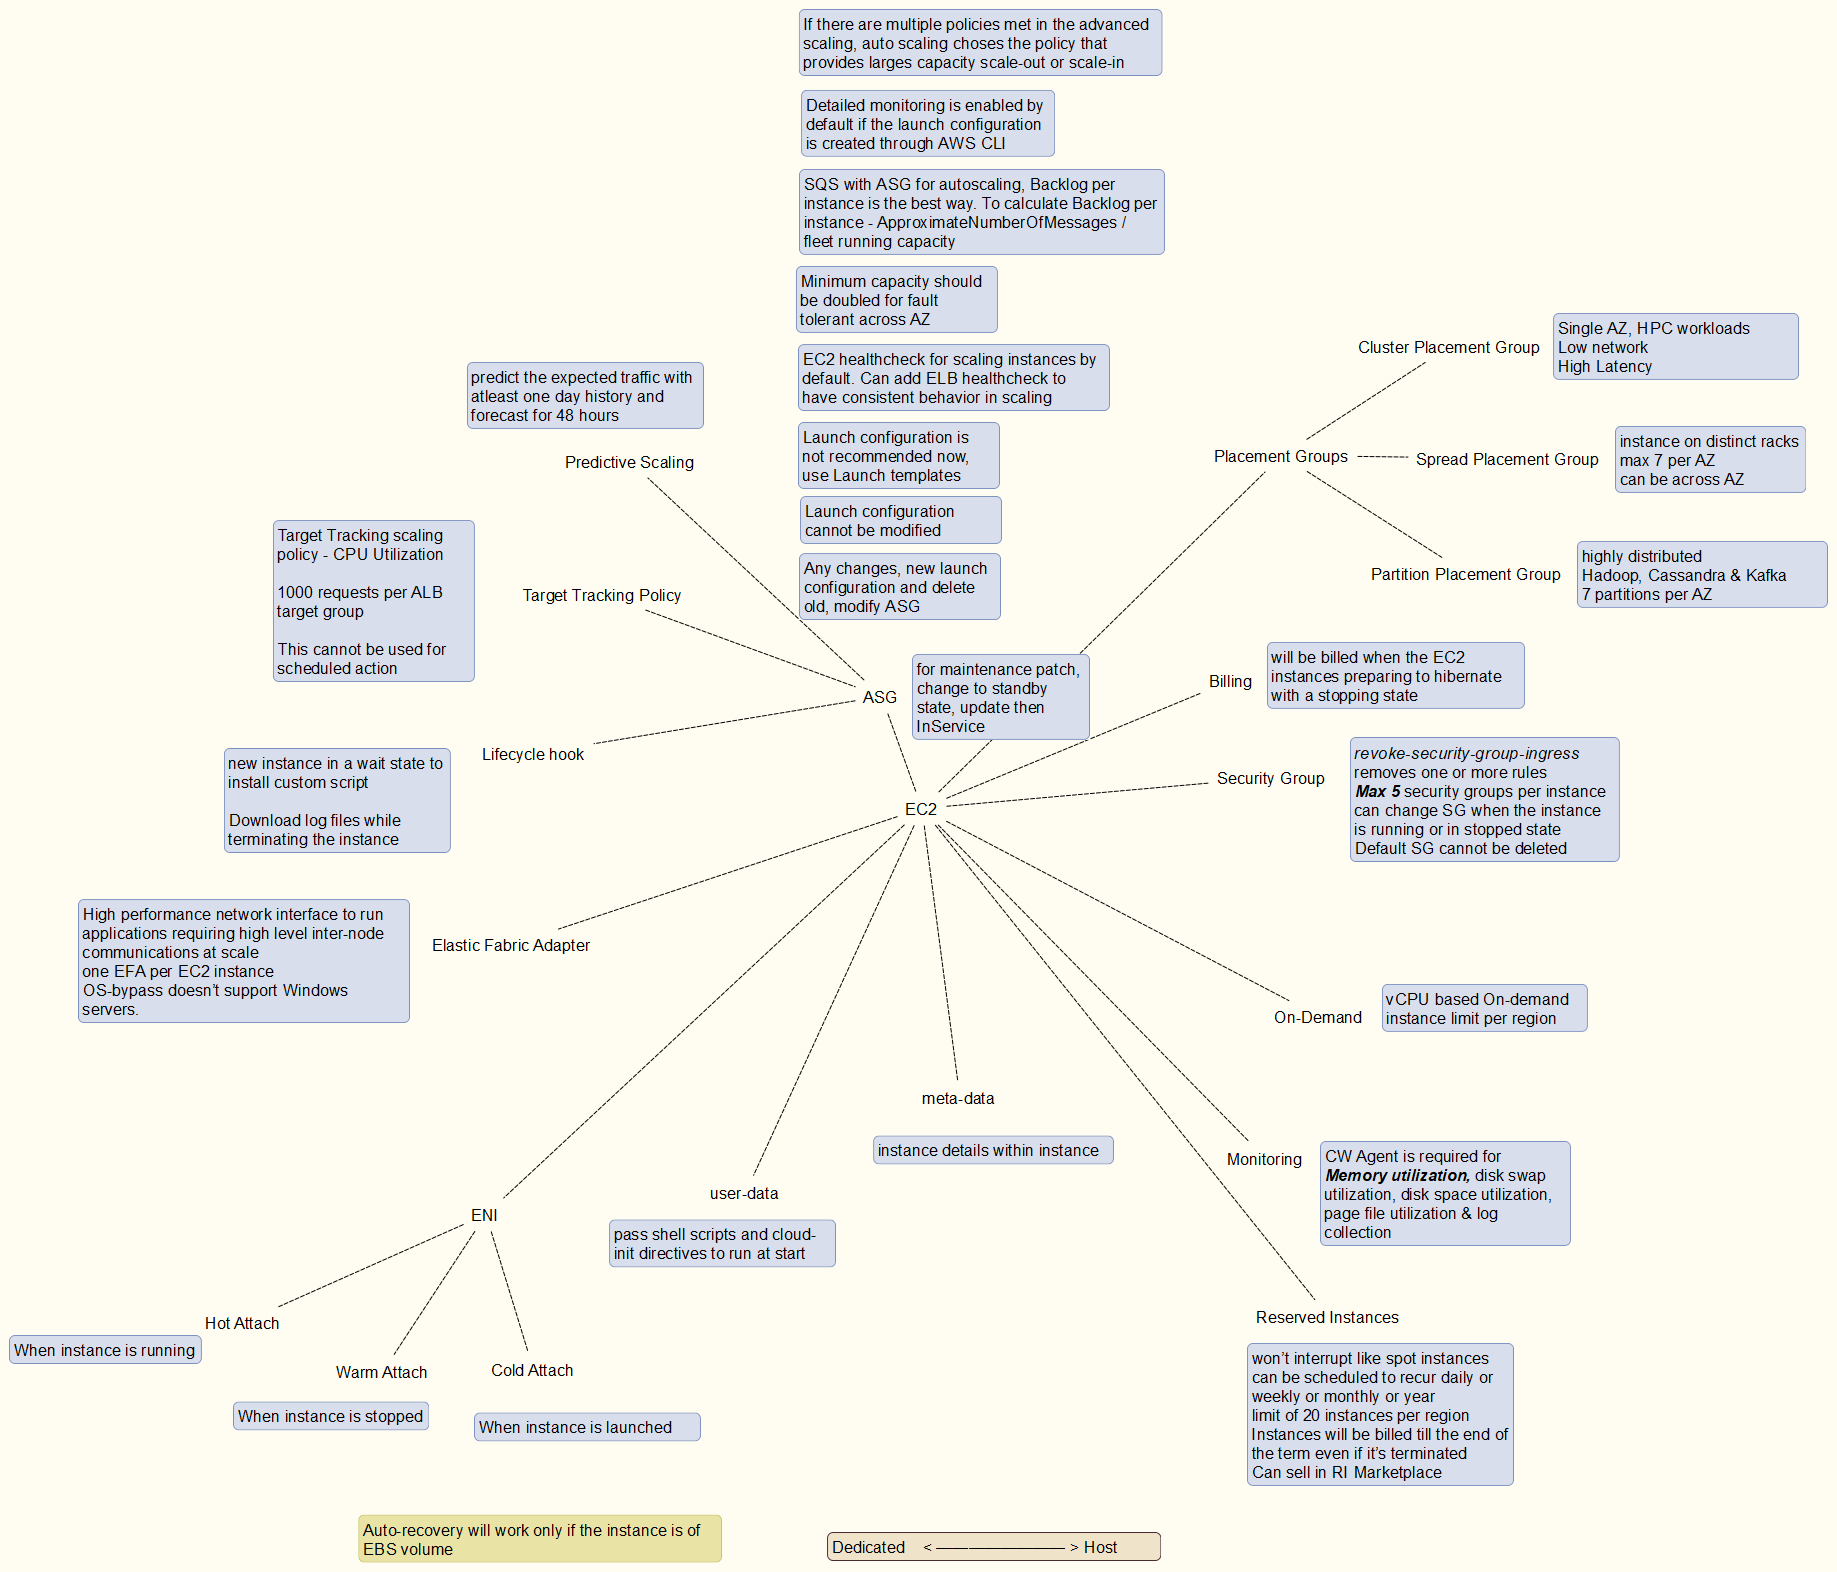 If there are multiple policies met in the advanced
scaling, auto scaling choses the policy that
provides larges capacity scale-out or scale-in
Detailed monitoring is enabled by
default if the launch configuration
is created through AWS CLI
SQS with ASG for autoscaling, Backlog per
instance is the best way. To calculate Backlog per
instance - ApproximateNumberOfMessages /
fleet running capacity
Minimum capacity should
be doubled for fault
tolerant across AZ
EC2 healthcheck for scaling instances by
default. Can add ELB healthcheck to
have consistent behavior in scaling
Launch configuration is
not recommended now,
use Launch templates
Launch configuration
cannot be modified
Any changes, new launch
configuration and delete
old, modify ASG
for maintenance patch,
change to standby
state, update then
InService
predict the expected traffic with
atleast one day history and
forecast for 48 hours
Predictive Scaling
Target Tracking scaling
policy - CPU Utilization
1000 requests per ALB
target group
This cannot be used for
scheduled action
Target Tracking Policy
ASG
Lifecycle hook
new instance in a wait state to
install custom script
Download log files while
terminating the instance
Cluster Placement Group
Single AZ, HPC workloads
Low network
High Latency
Placement Groups
Spread Placement Group
instance on distinct racks
max 7 per AZ
can be across AZ
Partition Placement Group
highly distributed
Hadoop, Cassandra & Kafka
7 partitions per AZ
Billing
will be billed when the EC2
instances preparing to hibernate
with a stopping state
Security Group
revoke-security-group-ingress
removes one or more rules
Max 5 security groups per instance
can change SG when the instance
is running or in stopped state
Default SG cannot be deleted
EC2
High performance network interface to run
applications requiring high level inter-node
communications at scale
one EFA per EC2 instance
OS-bypass doesn't support Windows
servers.
Elastic Fabric Adapter
On-Demand
vCPU based On-demand
instance limit per region
meta-data
instance details within instance
Monitoring
CW Agent is required for
Memory utilization, disk swap
utilization, disk space utilization,
page file utilization & log
collection
user-data
pass shell scripts and cloud-
init directives to run at start
ENI
Hot Attach
When instance is running
Warm Attach
When instance is stopped
Cold Attach
When instance is launched
Reserved Instances
won't interrupt like spot instances
can be scheduled to recur daily or
weekly or monthly or year
limit of 20 instances per region
Instances will be billed till the end of
the term even if it's terminated
Can sell in RI Marketplace
Auto-recovery will work only if the instance is of
EBS volume
Dedicated < ———————— > Host